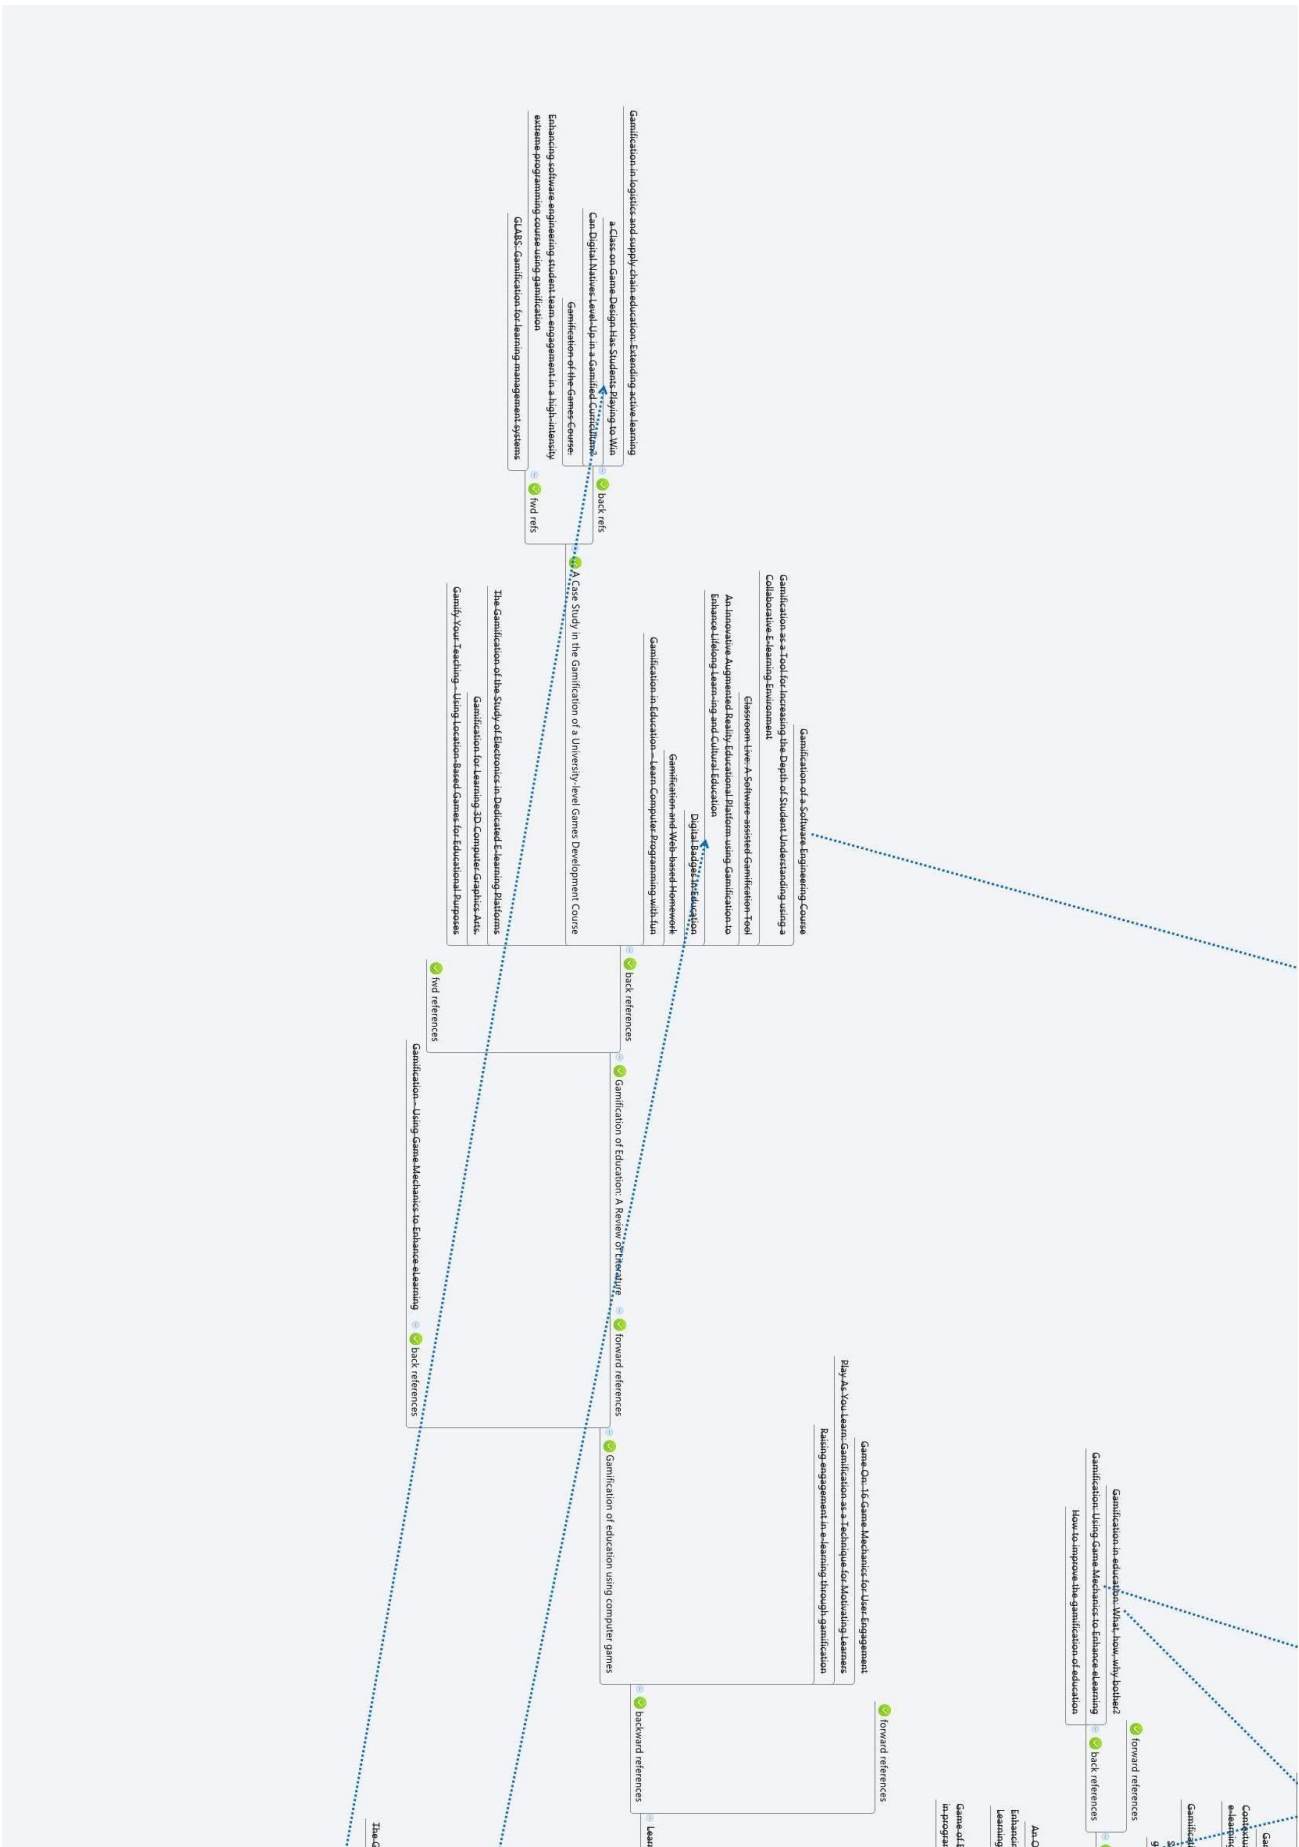 Gamification in logistics and supply chain education: Extending active learning
a Class on Game Design Has Students Playing to Win
Can Digital Natives Level-Up in a Gamified Curriculum?
Gamification of the Games Course.
back refs
Enhancing software engineering student team engagement in a high-intensity
extreme programming course using gamification
GLABS: Gamification for learning management systems
fwd refs
A Case Study in the Gamification of a University-level Games Development Course
Gamification of a Software Engineering Course
Gamification as a Tool for Increasing the Depth of Student Understanding using a
Collaborative E-learning Environment
Classroom Live: A Software-assisted Gamification Tool
An Innovative Augmented Reality Educational Platform using Gamification to
Enhance Lifelong Learn-ing and Cultural Education
Digital Badges In Education
Gamification and Web-based Homework
Gamification in Education – Learn Computer Programming with fun
The Gamification of the Study of Electronics in Dedicated E-learning Platforms
Gamification for Learning 3D Computer Graphics Arts.
Gamify Your Teaching - Using Location-Based Games for Educational Purposes
back references
fwd references
Gamification of Education: A Review of Literature
forward references
Gamification - Using Game Mechanics to Enhance eLearning
back references
Gamification of education using computer games
Game On: 16 Game Mechanics for User Engagement
Play As You Learn: Gamification as a Technique for Motivating Learners
Raising engagement in e-learning through gamification
backward references
forward references
Gamification in education: What, how, why bother?
Gamification: Using Game Mechanics to Enhance eLearning
How to improve the gamification of education
back references
forward references
Learning
Game of
in